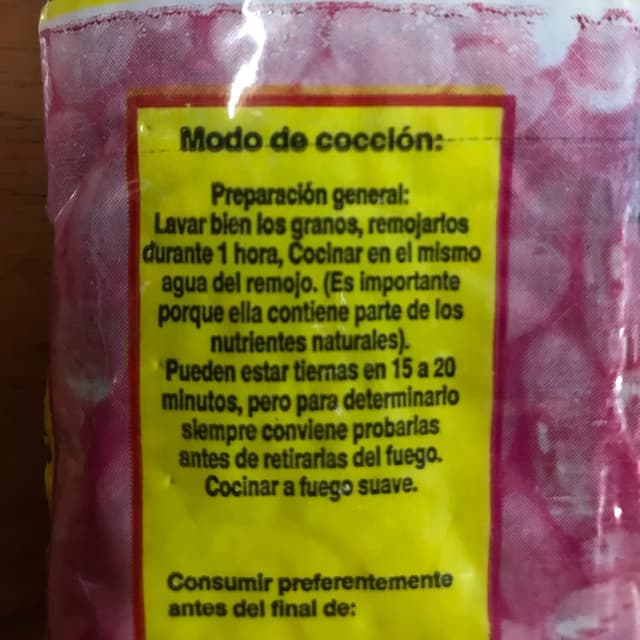 Modo de cocción:
Preparación general:
Lavar bien los granos, remojarlos
durante 1 hora, Cocinar en el mismo
agua del remojo. (Es importante
porque ella contiene parte de los
nutrientes naturales).
Pueden estar tiernas en 15 a 20
minutos, pero para determinarlo
siempre conviene probarlas
antes de retirarlas del fuego.
Cocinar a fuego suave.
Consumir preferentemente
antes del final de: